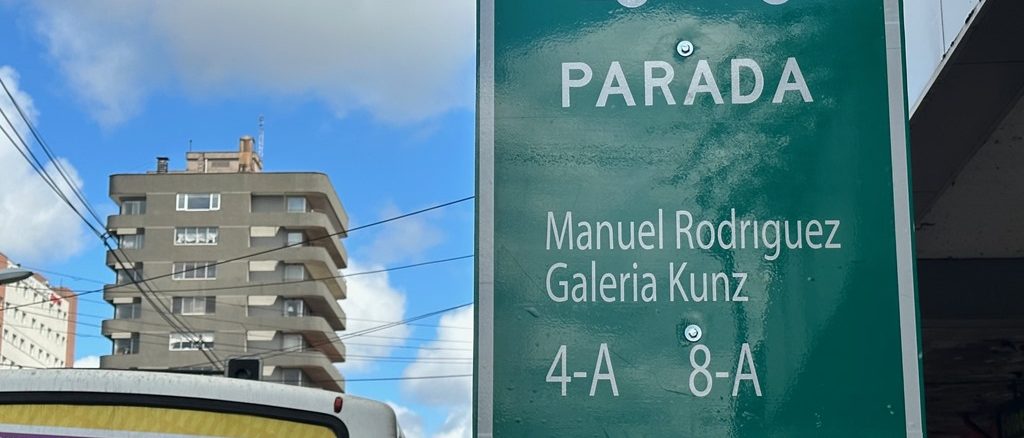 PARADA
Manuel Rodriguez
Galeria Kunz
4-A 8-A